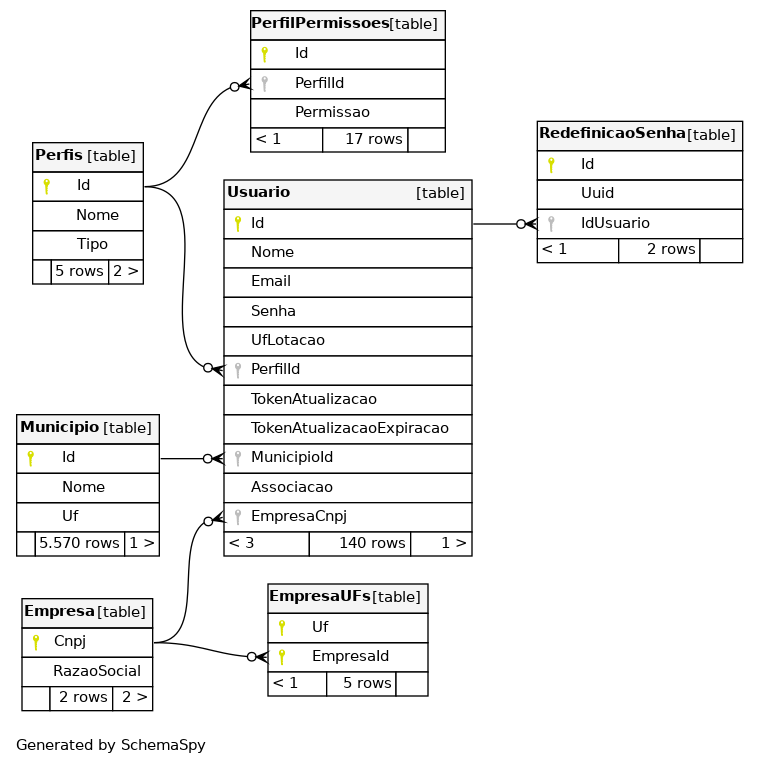 PerfilPermissoes [table]
Id
PerfilId
Permissao
< 1 17 rows
Perfis [table]
Id
Nome
Tipo
5 rows 2 >
RedefinicaoSenha [table]
Id
Uuid
IdUsuario
< 1 2 rows
Usuario [table]
Id
Nome
Email
Senha
UfLotacao
PerfilId
TokenAtualizacao
TokenAtualizacaoExpiracao
MunicipioId
Associacao
EmpresaCnpj
< 3 140 rows 1 >
Municipio [table]
Id
Nome
Uf
5.570 rows 1 >
Empresa [table]
Cnpj
RazaoSocial
2 rows 2 >
EmpresaUFs [table]
Uf
EmpresaId
< 1 5 rows
Generated by SchemaSpy